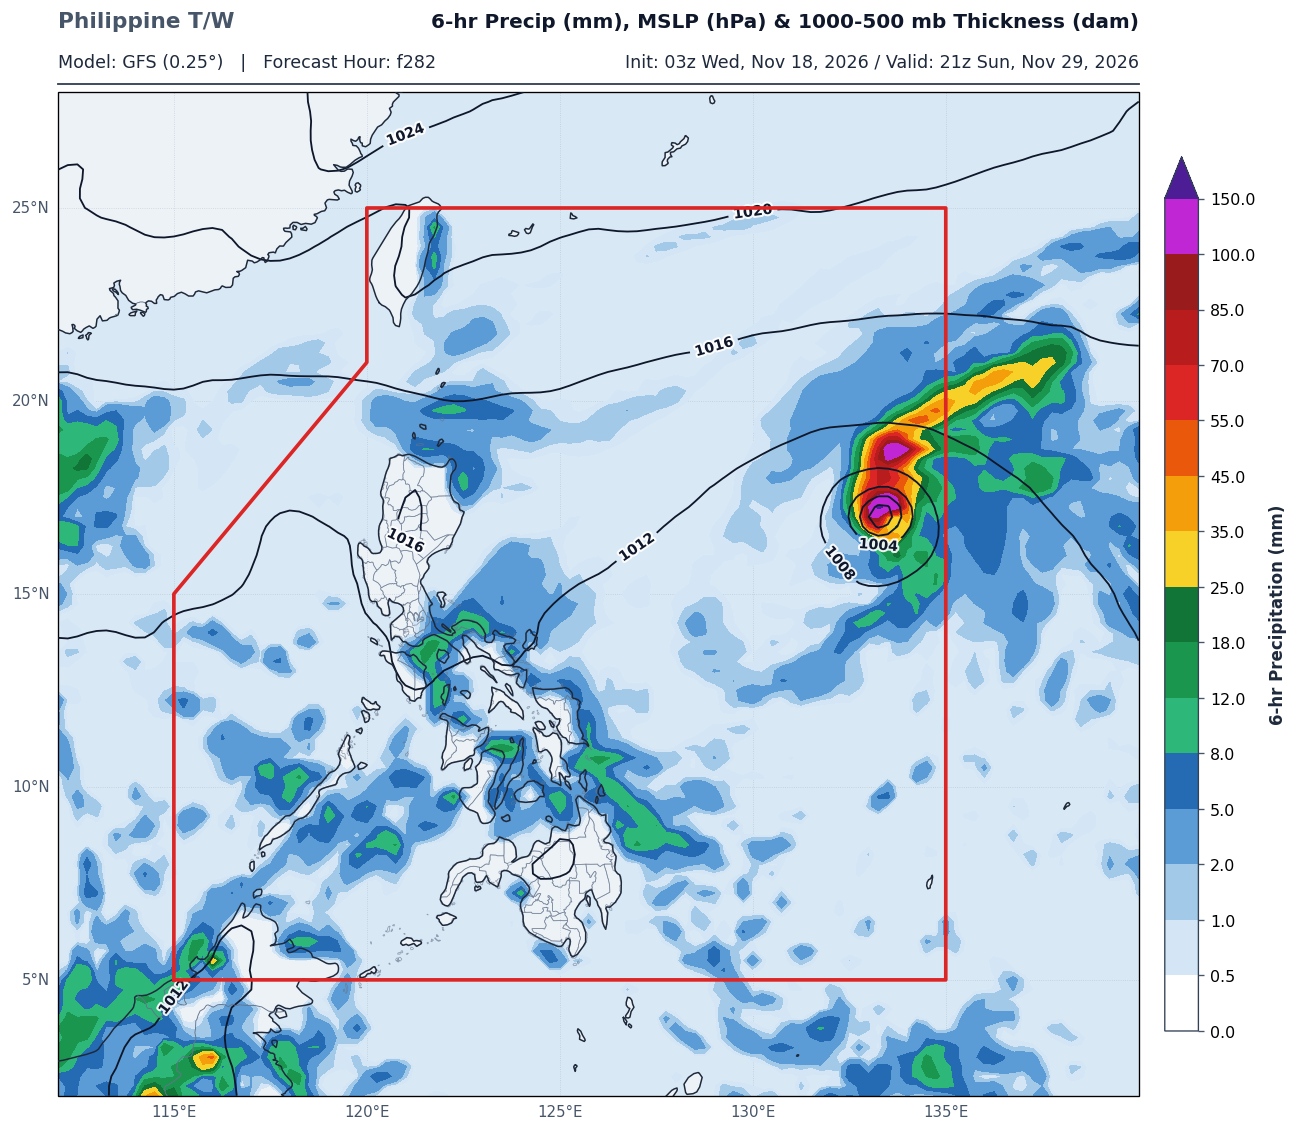 Philippine T/W
6-hr Precip (mm), MSLP (hPa) & 1000-500 mb Thickness (dam)
Model: GFS (0.25°) | Forecast Hour: f282
Init: 03z Wed, Nov 18, 2026 / Valid: 21z Sun, Nov 29, 2026
1024
1020
1016
1016
1012
1004
1008
1012
25°N
20°N
15°N
10°N
5°N
115°E
120°E
125°E
130°E
135°E
150.0
100.0
85.0
70.0
55.0
45.0
35.0
25.0
18.0
12.0
8.0
5.0
2.0
1.0
0.5
0.0
6-hr Precipitation (mm)